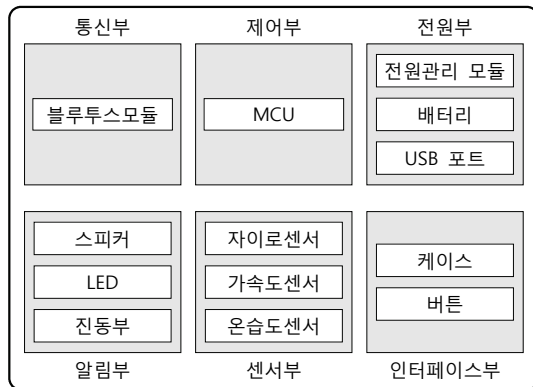 통신부
제어부
전원부
블루투스모듈
MCU
전원관리 모듈
배터리
USB 포트
스피커
LED
진동부
자이로센서
가속도센서
온습도센서
케이스
버튼
알림부
센서부
인터페이스부